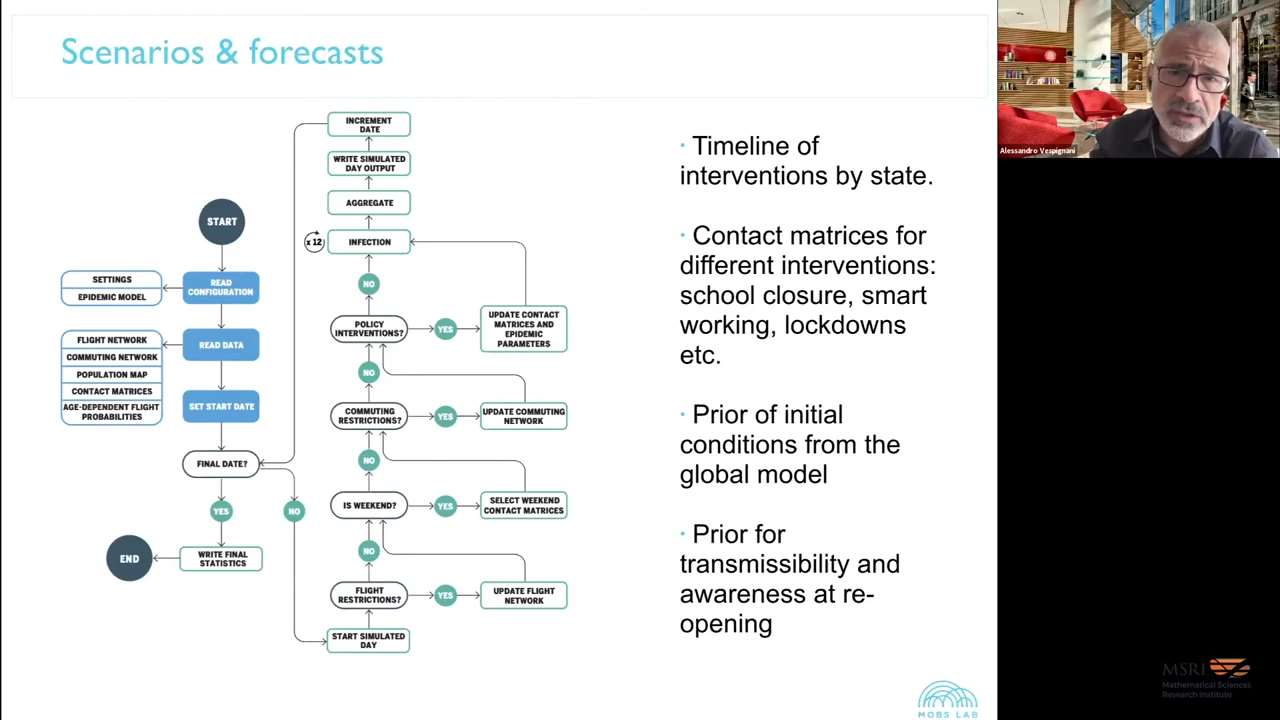 Scenarios & forecasts
START
READ
CONFIGURATION
SETTINGS
EPIDEMIC MODEL
READ DATA
FLIGHT NETWORK
COMMUTING NETWORK
POPULATION MAP
CONTACT MATRICES
AGE-DEPENDENT FLIGHT
PROBABILITIES
SET START DATE
FINAL DATE?
YES
NO
WRITE FINAL
STATISTICS
END
INCREMENT
DATE
WRITE SIMULATED
DAY OUTPUT
AGGREGATE
x 12
INFECTION
NO
POLICY
INTERVENTIONS?
YES
UPDATE CONTACT
MATRICES AND
EPIDEMIC
PARAMETERS
NO
COMMUTING
RESTRICTIONS?
YES
UPDATE COMMUTING
NETWORK
NO
IS WEEKEND?
YES
SELECT WEEKEND
CONTACT MATRICES
NO
FLIGHT
RESTRICTIONS?
YES
UPDATE FLIGHT
NETWORK
START SIMULATED
DAY
· Timeline of
interventions by state.
· Contact matrices for
different interventions:
school closure, smart
working, lockdowns
etc.
· Prior of initial
conditions from the
global model
· Prior for
transmissibility and
awareness at re-
opening
MOBS LAB
Alessandro Vespignani
MSRI
Mathematical Sciences
Research Institute